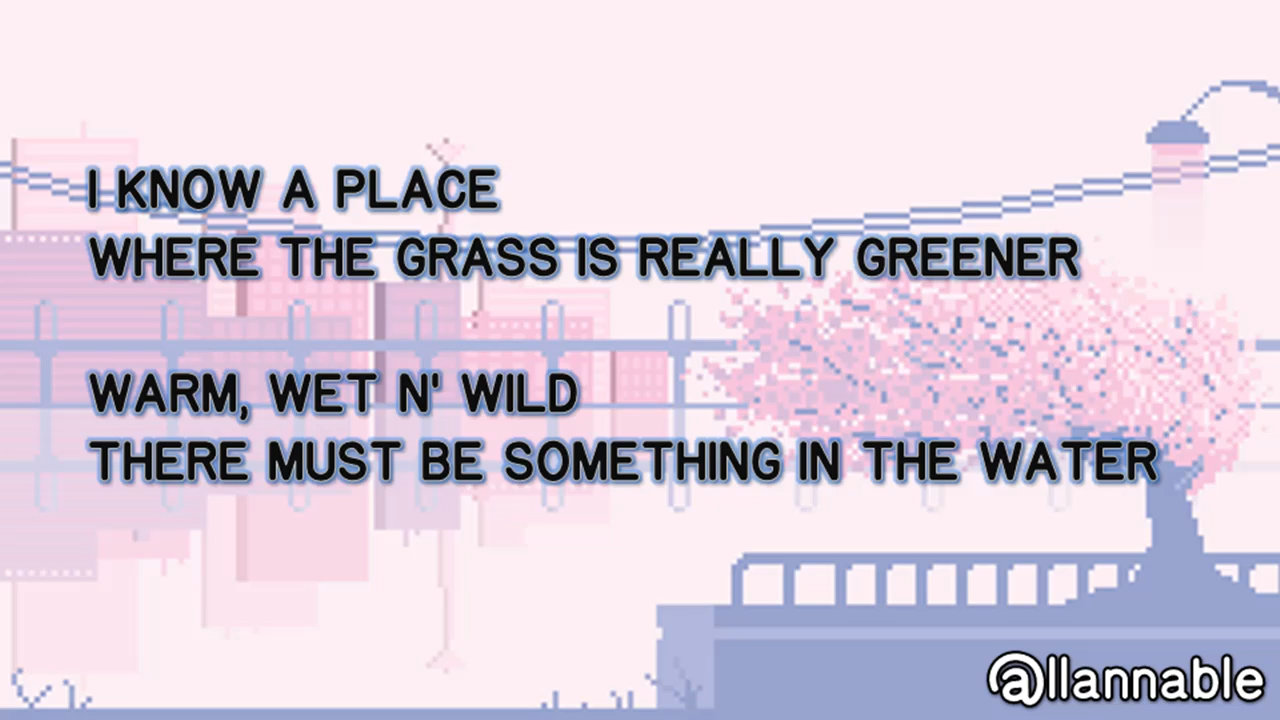 I KNOW A PLACE
WHERE THE GRASS IS REALLY GREENER
WARM, WET N' WILD
THERE MUST BE SOMETHING IN THE WATER
@llannable